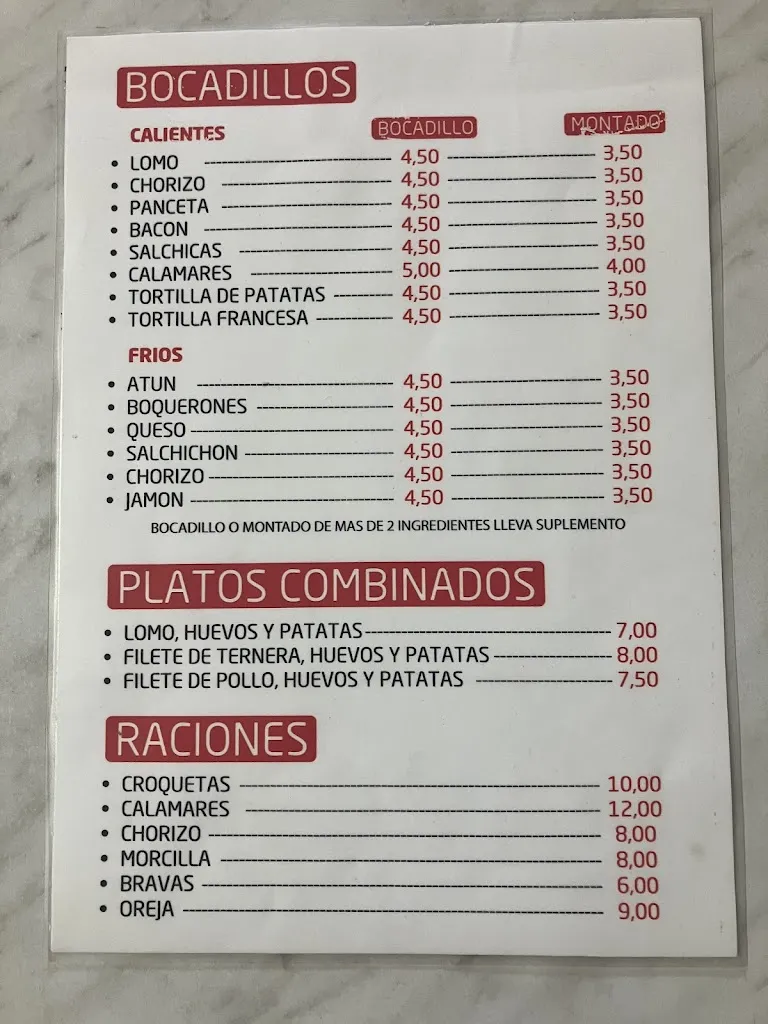 BOCADILLOS
CALIENTES BOCADILLO MONTADO
• LOMO 4,50 3,50
• CHORIZO 4,50 3,50
• PANCETA 4,50 3,50
• BACON 4,50 3,50
• SALCHICAS 4,50 3,50
• CALAMARES 5,00 4,00
• TORTILLA DE PATATAS 4,50 3,50
• TORTILLA FRANCESA 4,50 3,50
FRIOS
• ATUN 4,50 3,50
• BOQUERONES 4,50 3,50
• QUESO 4,50 3,50
• SALCHICHON 4,50 3,50
• CHORIZO 4,50 3,50
• JAMON 4,50 3,50
BOCADILLO O MONTADO DE MAS DE 2 INGREDIENTES LLEVA SUPLEMENTO
PLATOS COMBINADOS
• LOMO, HUEVOS Y PATATAS 7,00
• FILETE DE TERNERA, HUEVOS Y PATATAS 8,00
• FILETE DE POLLO, HUEVOS Y PATATAS 7,50
RACIONES
• CROQUETAS 10,00
• CALAMARES 12,00
• CHORIZO 8,00
• MORCILLA 8,00
• BRAVAS 6,00
• OREJA 9,00